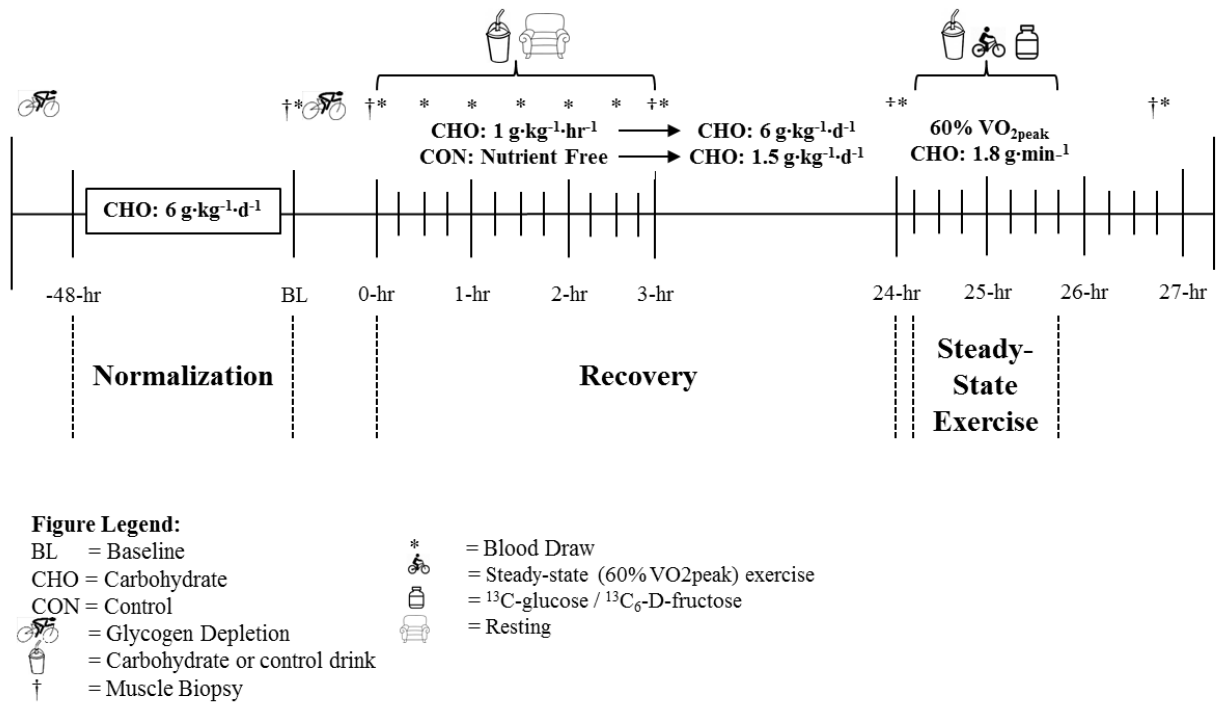 †*
†*
*
*
*
*
*
‡*
‡*
†*
CHO: 1 g·kg⁻¹·hr⁻¹ → CHO: 6 g·kg⁻¹·d⁻¹
CON: Nutrient Free → CHO: 1.5 g·kg⁻¹·d⁻¹
60% VO₂peak
CHO: 1.8 g·min-¹
CHO: 6 g·kg⁻¹·d⁻¹
-48-hr
BL
0-hr
1-hr
2-hr
3-hr
24-hr
25-hr
26-hr
27-hr
Normalization
Recovery
Steady-
State
Exercise
Figure Legend:
BL = Baseline
CHO = Carbohydrate
CON = Control
= Glycogen Depletion
= Carbohydrate or control drink
† = Muscle Biopsy
* = Blood Draw
= Steady-state (60% VO2peak) exercise
= ¹³C-glucose / ¹³C₆-D-fructose
= Resting